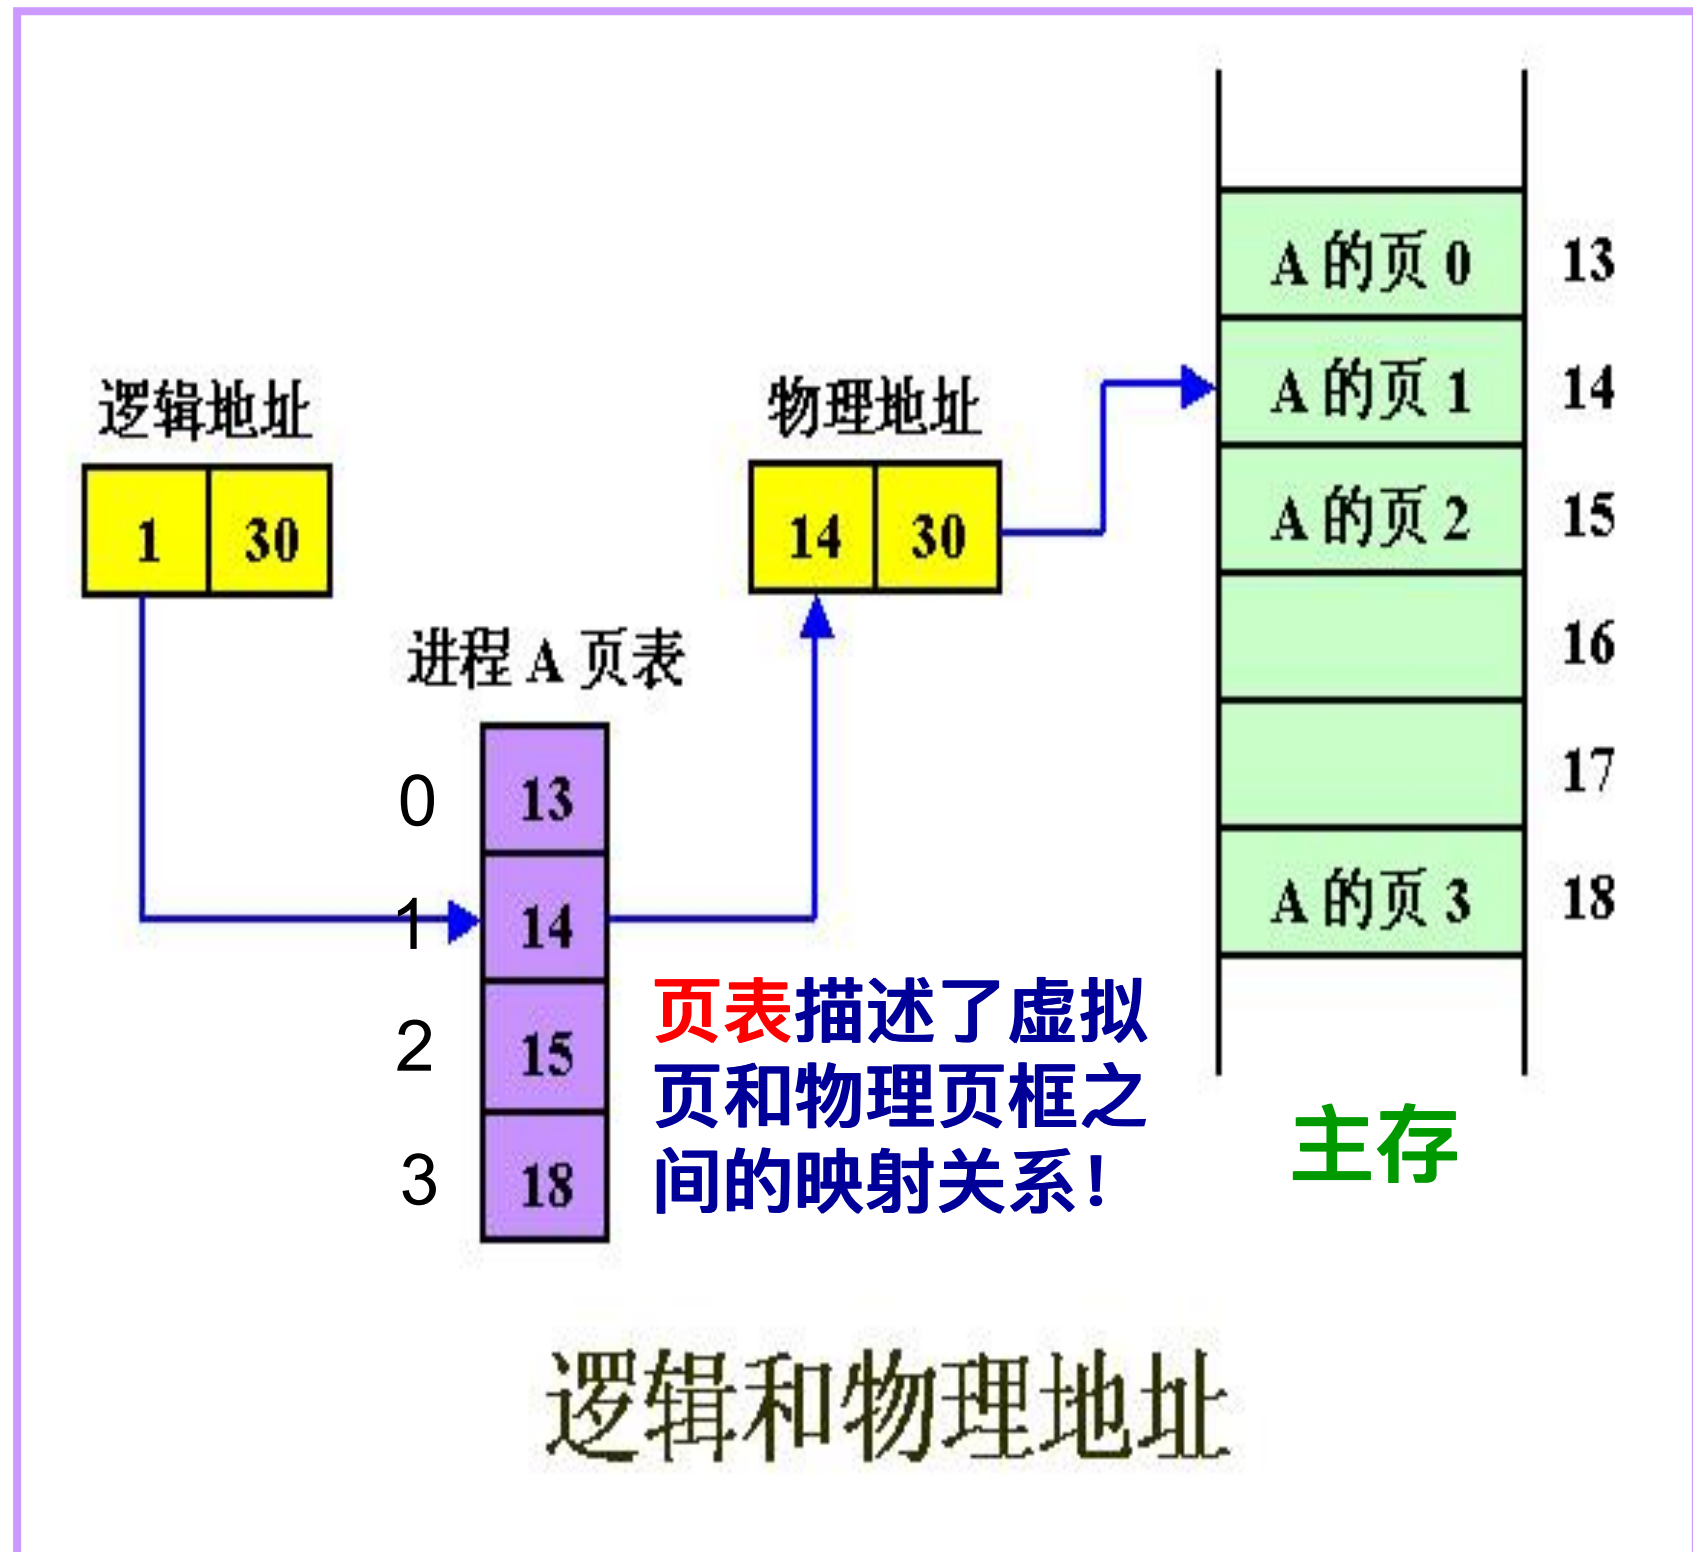 A 的页 0 13
逻辑地址 物理地址 A 的页 1 14
1 30 14 30 A 的页 2 15
进程 A 页表 16
0 13 17
1 14 A 的页 3 18
2 15 页表描述了虚拟
页和物理页框之
3 18 间的映射关系！
主存
逻辑和物理地址